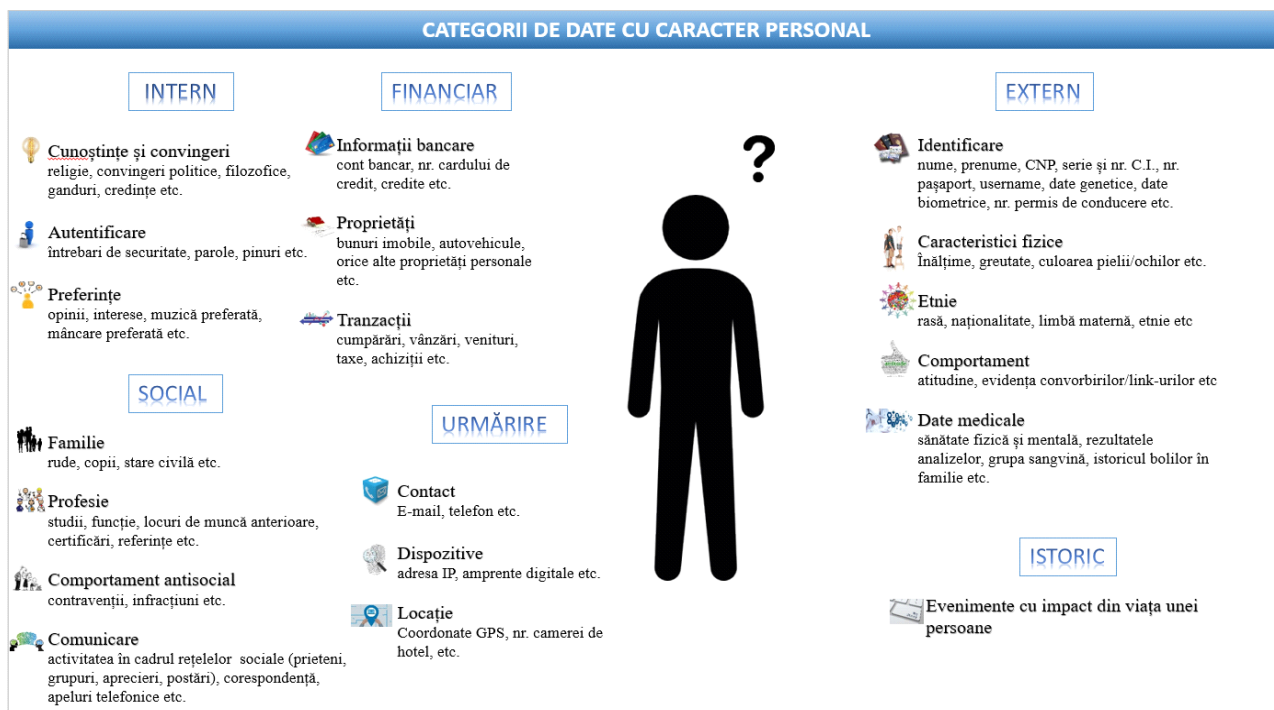 CATEGORII DE DATE CU CARACTER PERSONAL
INTERN
Cunoștințe și convingeri
religie, convingeri politice, filozofice,
ganduri, credințe etc.
Autentificare
întrebari de securitate, parole, pinuri etc.
Preferințe
opinii, interese, muzică preferată,
mâncare preferată etc.
SOCIAL
Familie
rude, copii, stare civilă etc.
Profesie
studii, funcție, locuri de muncă anterioare,
certificări, referințe etc.
Comportament antisocial
contravenții, infracțiuni etc.
Comunicare
activitatea în cadrul rețelelor sociale (prieteni,
grupuri, aprecieri, postări), corespondență,
apeluri telefonice etc.
FINANCIAR
Informații bancare
cont bancar, nr. cardului de
credit, credite etc.
Proprietăți
bunuri imobile, autovehicule,
orice alte proprietăți personale
etc.
Tranzacții
cumpărări, vânzări, venituri,
taxe, achiziții etc.
URMĂRIRE
Contact
E-mail, telefon etc.
Dispozitive
adresa IP, amprente digitale etc.
Locație
Coordonate GPS, nr. camerei de
hotel, etc.
?
EXTERN
Identificare
nume, prenume, CNP, serie și nr. C.I., nr.
pașaport, username, date genetice, date
biometrice, nr. permis de conducere etc.
Caracteristici fizice
Înălțime, greutate, culoarea pielii/ochilor etc.
Etnie
rasă, naționalitate, limbă maternă, etnie etc
Comportament
atitudine, evidența convorbirilor/link-urilor etc
Date medicale
sănătate fizică și mentală, rezultatele
analizelor, grupa sangvină, istoricul bolilor în
familie etc.
ISTORIC
Evenimente cu impact din viața unei
persoane